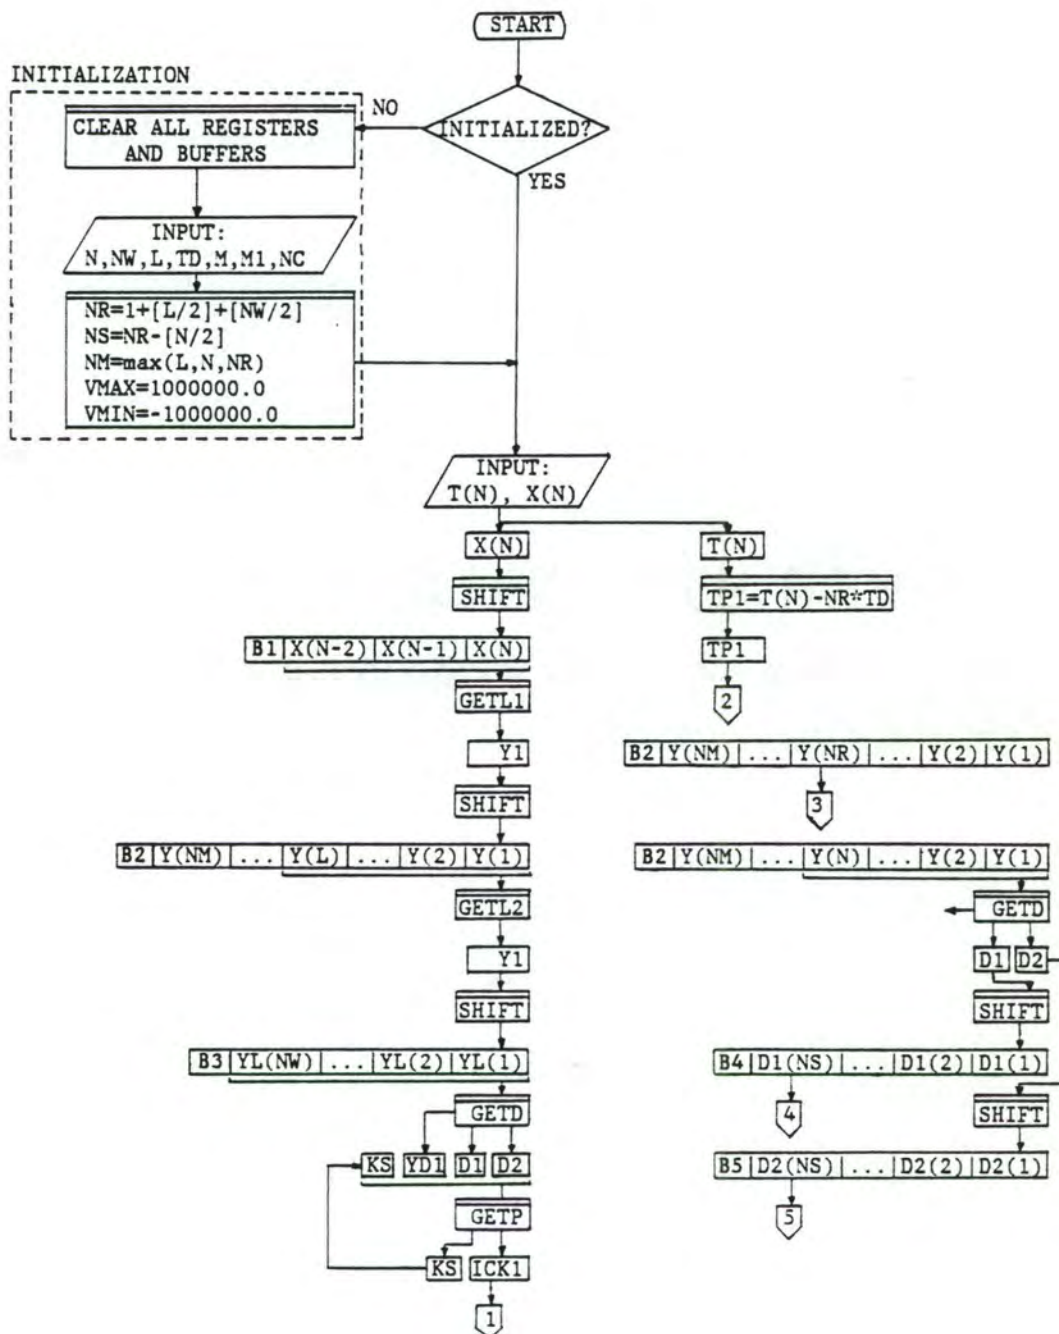 START
INITIALIZATION
NO
INITIALIZED?
CLEAR ALL REGISTERS
AND BUFFERS
YES
INPUT:
N,NW,L,TD,M,M1,NC
NR=1+[L/2]+[NW/2]
NS=NR-[N/2]
NM=max(L,N,NR)
VMAX=1000000.0
VMIN=-1000000.0
INPUT:
T(N), X(N)
X(N)
T(N)
SHIFT
TP1=T(N)-NR*TD
B1 X(N-2) X(N-1) X(N)
TP1
GETL1
2
Y1
B2 Y(NM) ... Y(NR) ... Y(2) Y(1)
SHIFT
3
B2 Y(NM) ... Y(L) ... Y(2) Y(1)
B2 Y(NM) ... Y(N) ... Y(2) Y(1)
GETL2
GETD
Y1
D1 D2
SHIFT
SHIFT
B3 YL(NW) ... YL(2) YL(1)
B4 D1(NS) ... D1(2) D1(1)
GETD
4
SHIFT
KS YD1 D1 D2
B5 D2(NS) ... D2(2) D2(1)
GETP
5
KS ICK1
1